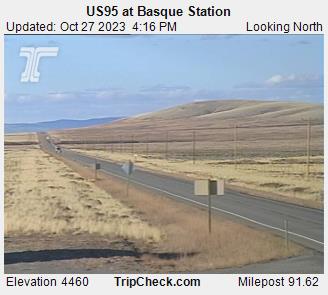 US95 at Basque Station
Updated: Oct 27 2023 4:16 PM Looking North
Elevation 4460 TripCheck.com Milepost 91.62